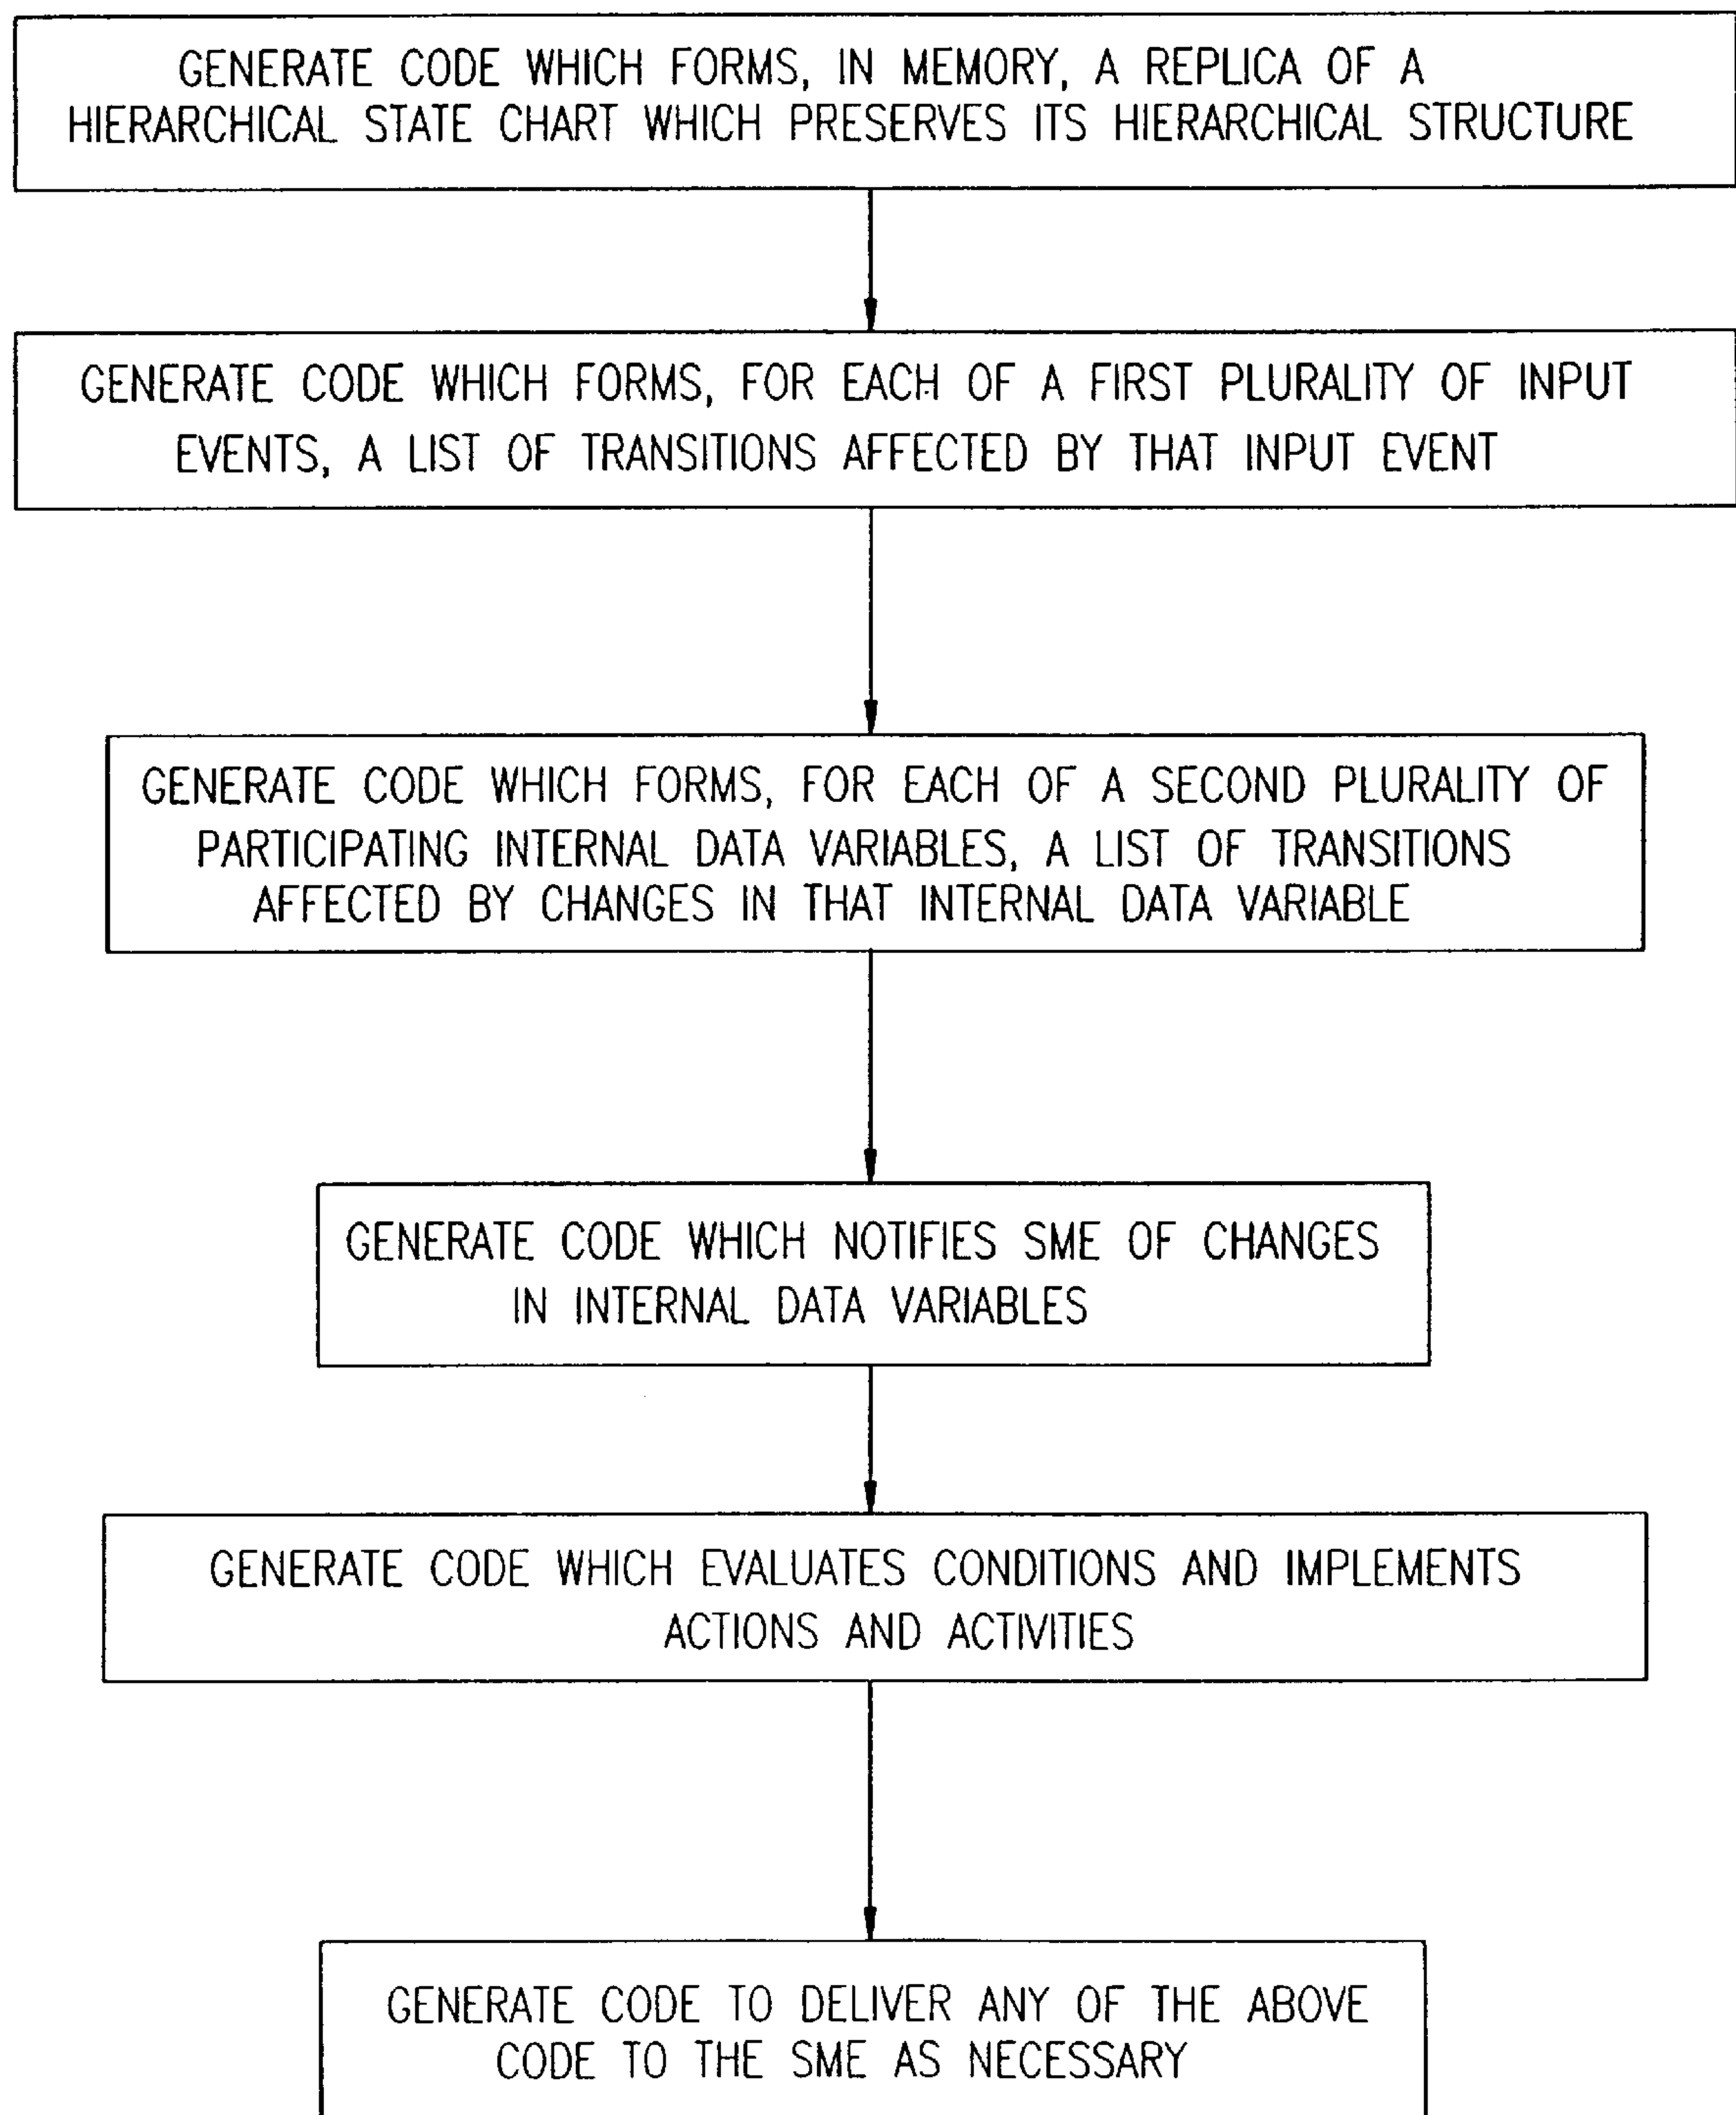 GENERATE CODE WHICH FORMS, IN MEMORY, A REPLICA OF A
HIERARCHICAL STATE CHART WHICH PRESERVES ITS HIERARCHICAL STRUCTURE
GENERATE CODE WHICH FORMS, FOR EACH OF A FIRST PLURALITY OF INPUT
EVENTS, A LIST OF TRANSITIONS AFFECTED BY THAT INPUT EVENT
GENERATE CODE WHICH FORMS, FOR EACH OF A SECOND PLURALITY OF
PARTICIPATING INTERNAL DATA VARIABLES, A LIST OF TRANSITIONS
AFFECTED BY CHANGES IN THAT INTERNAL DATA VARIABLE
GENERATE CODE WHICH NOTIFIES SME OF CHANGES
IN INTERNAL DATA VARIABLES
GENERATE CODE WHICH EVALUATES CONDITIONS AND IMPLEMENTS
ACTIONS AND ACTIVITIES
GENERATE CODE TO DELIVER ANY OF THE ABOVE
CODE TO THE SME AS NECESSARY